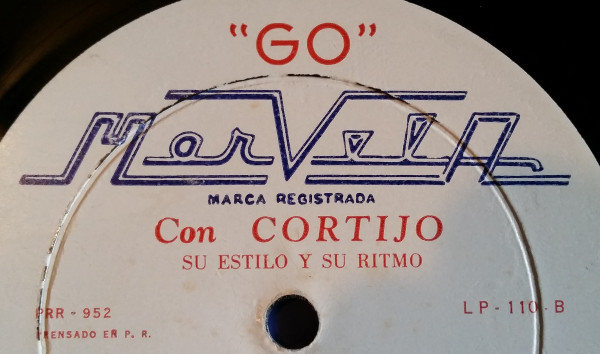 "GO"
MarVela
MARCA REGISTRADA
Con CORTIJO
SU ESTILO Y SU RITMO
PRR - 952
LP - 110 - B
PRENSADO EN P. R.